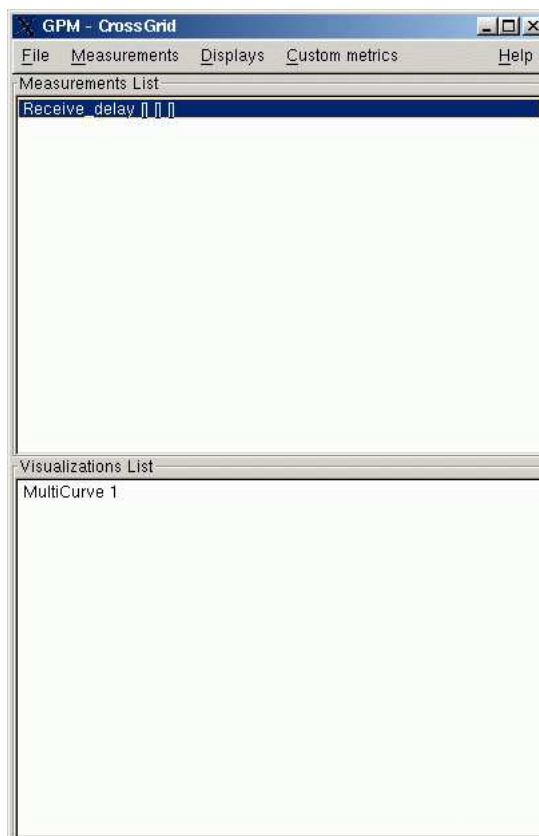 GPM - CrossGrid
File Measurements Displays Custom metrics Help
Measurements List
Receive_delay [] [] []
Visualizations List
MultiCurve 1